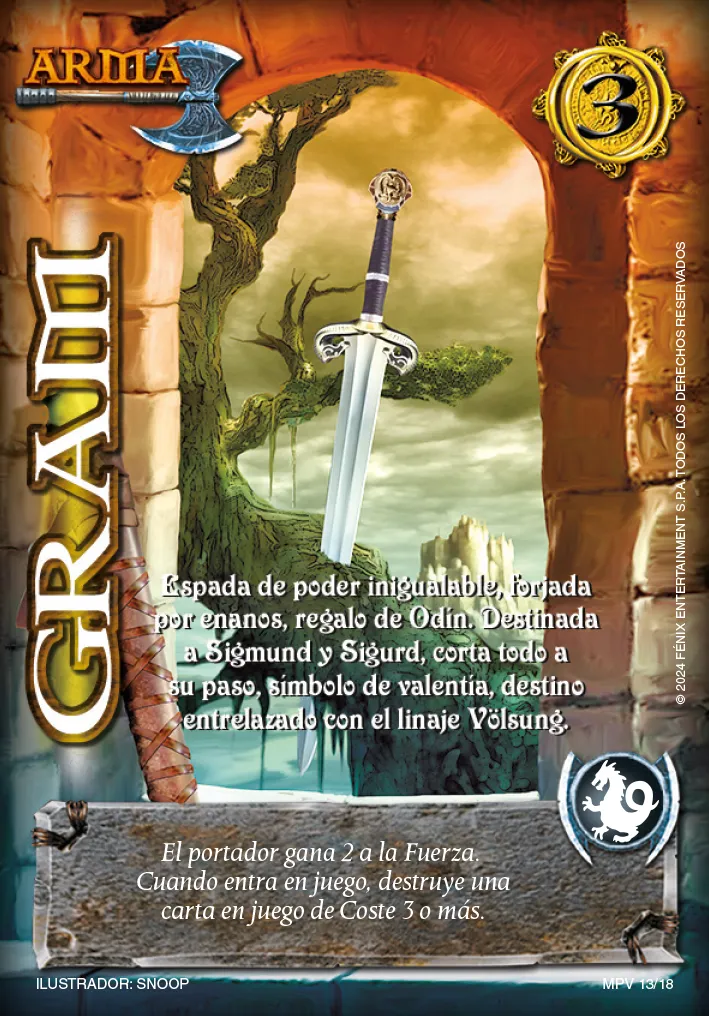 ARMA
3
GRAM
Espada de poder inigualable, forjada
por enanos, regalo de Odín. Destinada
a Sigmund y Sigurd, corta todo a
su paso, símbolo de valentía, destino
entrelazado con el linaje Völsung.
El portador gana 2 a la Fuerza.
Cuando entra en juego, destruye una
carta en juego de Coste 3 o más.
ILUSTRADOR: SNOOP
MPV 13/18
© 2024 FÉNIX ENTERTAINMENT S.P.A. TODOS LOS DERECHOS RESERVADOS